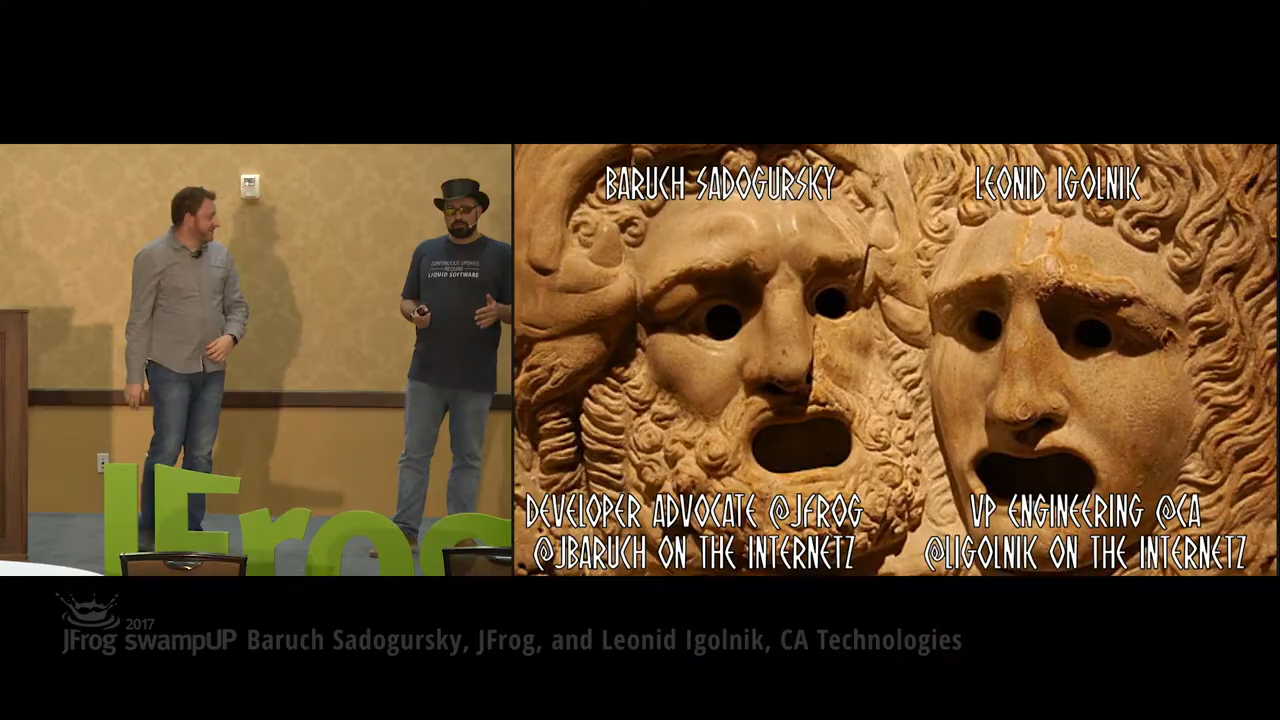 CONTINUOUS UPDATES
REQUIRE
LIQUID SOFTWARE
JFrog
BARUCH SADOGURSKY
LEONID IGOLNIK
DEVELOPER ADVOCATE @JFROG
@JBARUCH ON THE INTERNETZ
VP ENGINEERING @CA
@LIGOLNIK ON THE INTERNETZ
2017
JFrog swampUP Baruch Sadogursky, JFrog, and Leonid Igolnik, CA Technologies